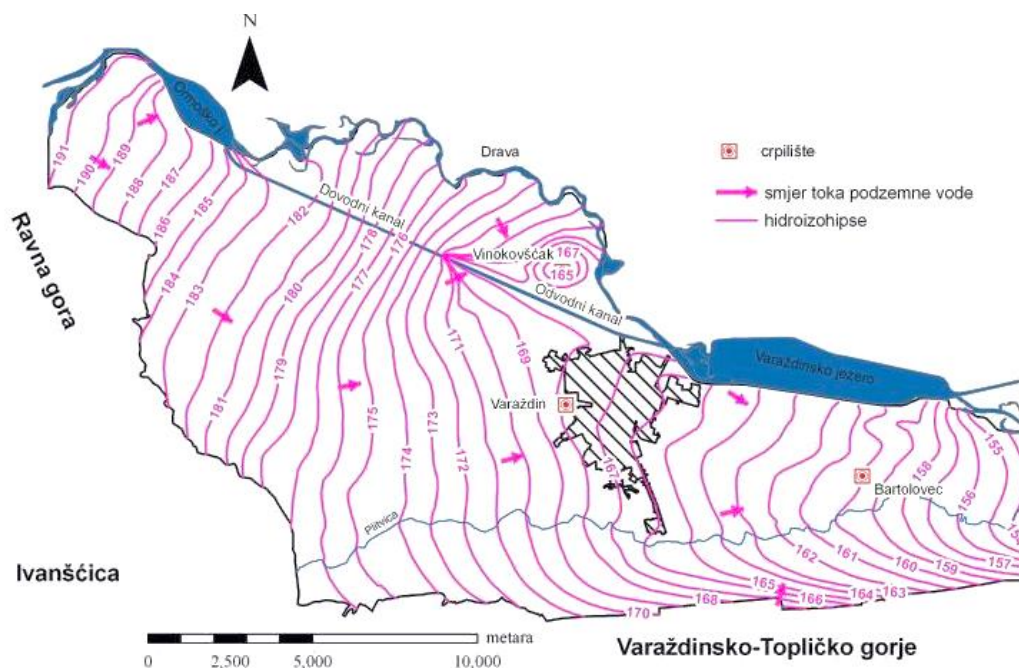 N
Ormoško j.
Drava
crpilište
smjer toka podzemne vode
hidroizohipse
191
190
189
188
187
186
185
184
183
182
181
180
179
178
177
176
175
174
173
172
171
169
167
165
Dovodni kanal
Vinokovšćak
Odvodni kanal
Ravna gora
Varaždinsko jezero
Varaždin
167
Bartolovec
158
155
156
Plitvica
Ivanšćica
162
161
160
159
157
165
166
164
163
168
170
metara
0
2,500
5,000
10,000
Varaždinsko-Topličko gorje